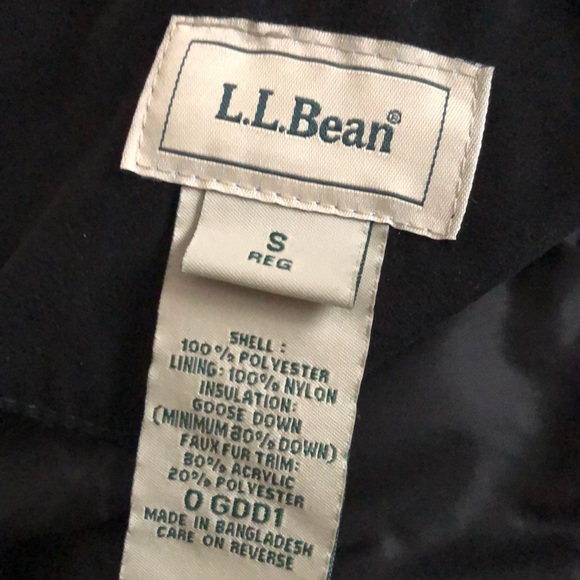 L.L.Bean®
S
REG
SHELL:
100% POLYESTER
LINING: 100% NYLON
INSULATION:
GOOSE DOWN
(MINIMUM 80% DOWN)
FAUX FUR TRIM:
80% ACRYLIC
20% POLYESTER
0 GDD1
MADE IN BANGLADESH
CARE ON REVERSE